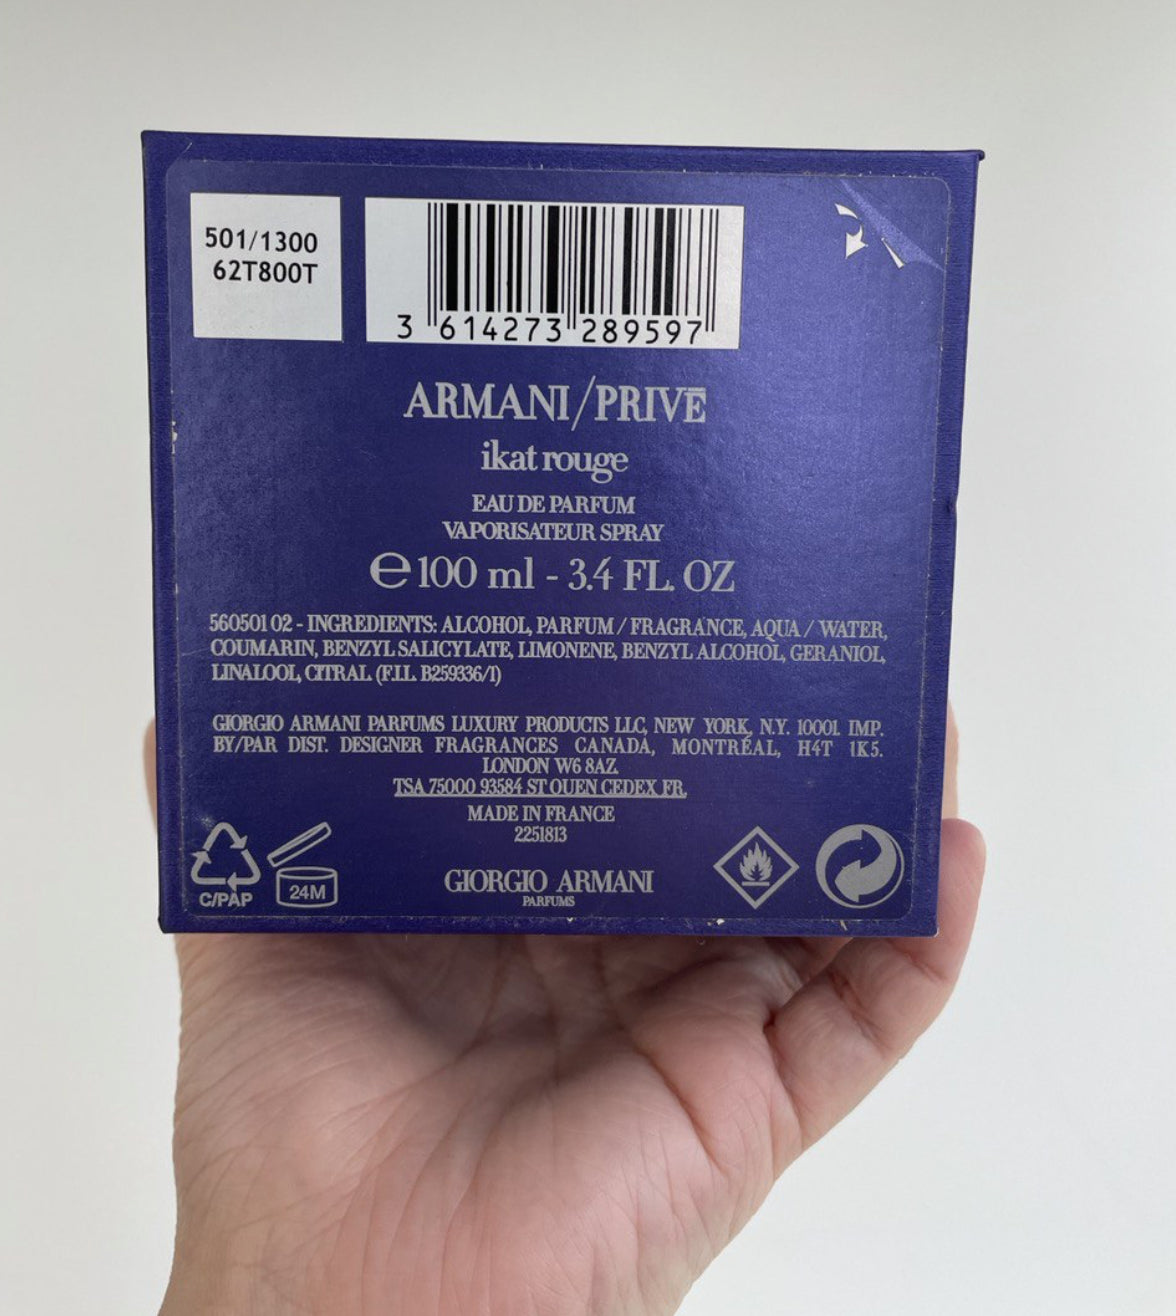 501/1300
62T800T
3 614273 289597
ARMANI/PRIVĒ
ikat rouge
EAU DE PARFUM
VAPORISATEUR SPRAY
℮ 100 ml - 3.4 FL. OZ
560501 02 - INGREDIENTS: ALCOHOL, PARFUM / FRAGRANCE, AQUA / WATER,
COUMARIN, BENZYL SALICYLATE, LIMONENE, BENZYL ALCOHOL, GERANIOL,
LINALOOL, CITRAL (F.I.L. B259336/1)
GIORGIO ARMANI PARFUMS LUXURY PRODUCTS LLC, NEW YORK, N.Y. 10001. IMP.
BY/PAR DIST. DESIGNER FRAGRANCES CANADA, MONTRÉAL, H4T 1K5.
LONDON W6 8AZ.
TSA 75000 93584 ST OUEN CEDEX FR.
MADE IN FRANCE
2251813
C/PAP
24M
GIORGIO ARMANI
PARFUMS